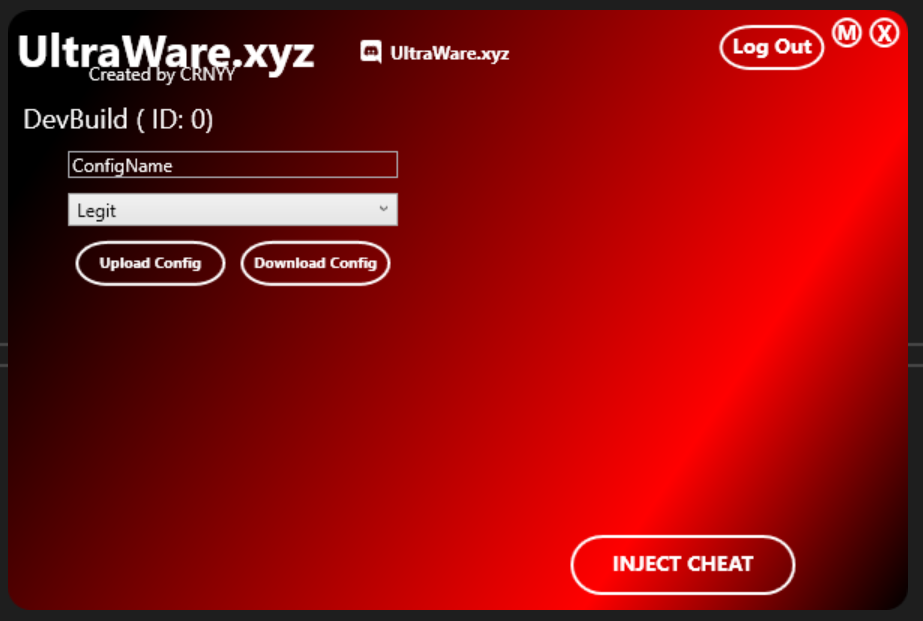 UltraWare.xyz
Created by CRNYY
UltraWare.xyz
Log Out
M
X
DevBuild ( ID: 0)
ConfigName
Legit
Upload Config
Download Config
INJECT CHEAT